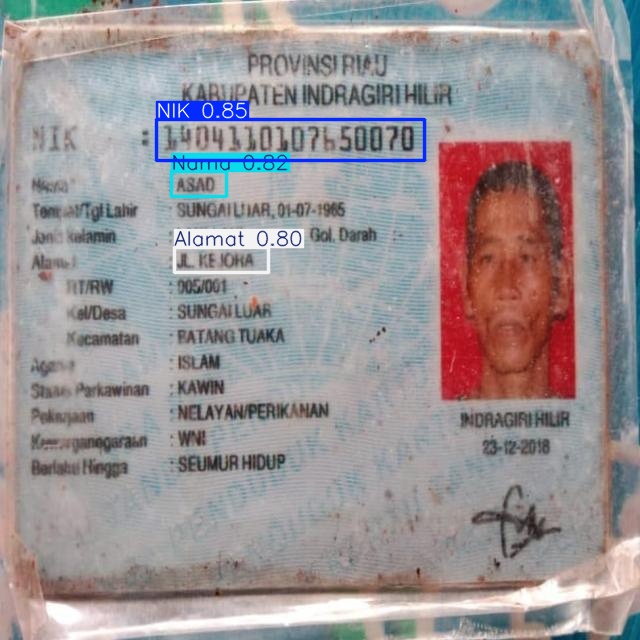 PROVINSI RIAU
KABUPATEN INDRAGIRI HILIR
NIK 0.85
NIK : 1404110107650070
Nama 0.82
Nama : ASAD
Tempat/Tgl Lahir : SUNGAI LUAR, 01-07-1965
Jenis Kelamin Gol. Darah
Alamat 0.80
Alamat JL. KEJORA
RT/RW : 005/001
Kel/Desa : SUNGAI LUAR
Kecamatan : BATANG TUAKA
Agama : ISLAM
Status Perkawinan : KAWIN
Pekerjaan : NELAYAN/PERIKANAN
Kewarganegaraan : WNI
Berlaku Hingga : SEUMUR HIDUP
INDRAGIRI HILIR
23-12-2018